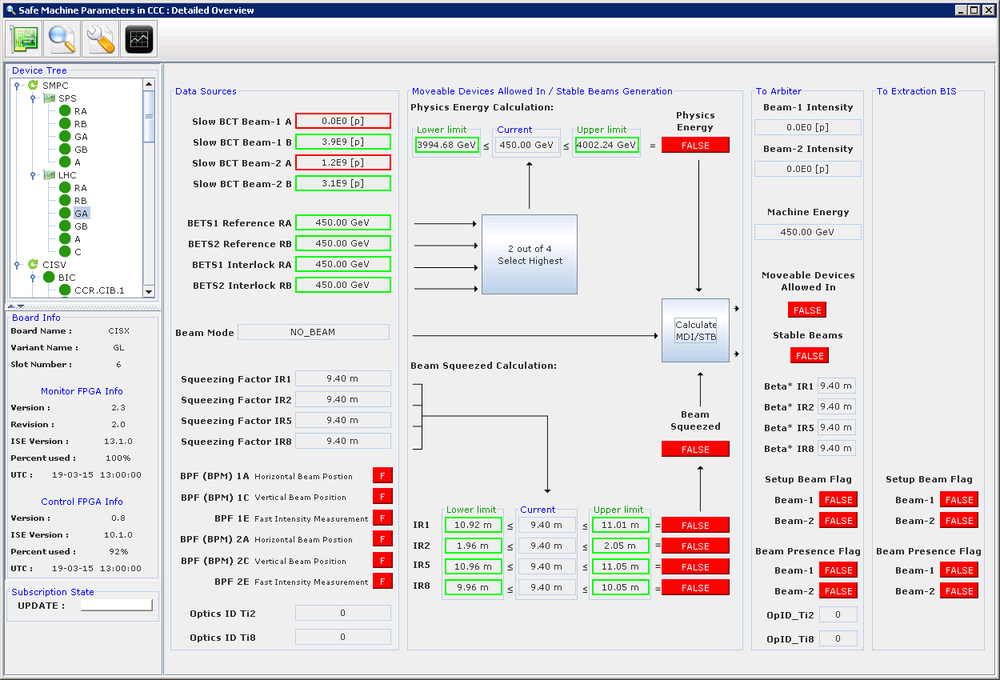 Safe Machine Parameters in CCC : Detailed Overview
Device Tree
SMPC
SPS
RA
RB
GA
GB
A
LHC
RA
RB
GA
GB
A
C
CISV
BIC
CCR.CIB.1
Board Info
Board Name : CISX
Variant Name : GL
Slot Number : 6
Monitor FPGA Info
Version : 2.3
Revision : 2.0
ISE Version : 13.1.0
Percent used : 100%
UTC : 19-03-15 13:00:00
Control FPGA Info
Version : 0.8
ISE Version : 10.1.0
Percent used : 92%
UTC : 19-03-15 13:00:00
Subscription State
UPDATE :
Data Sources
Slow BCT Beam-1 A 0.0E0 [p]
Slow BCT Beam-1 B 3.9E9 [p]
Slow BCT Beam-2 A 1.2E9 [p]
Slow BCT Beam-2 B 3.1E9 [p]
BETS1 Reference RA 450.00 GeV
BETS2 Reference RB 450.00 GeV
BETS1 Interlock RA 450.00 GeV
BETS2 Interlock RB 450.00 GeV
Beam Mode NO_BEAM
Squeezing Factor IR1 9.40 m
Squeezing Factor IR2 9.40 m
Squeezing Factor IR5 9.40 m
Squeezing Factor IR8 9.40 m
BPF (BPM) 1A Horizontal Beam Postion F
BPF (BPM) 1C Vertical Beam Position F
BPF 1E Fast Intensity Measurement F
BPF (BPM) 2A Horizontal Beam Postion F
BPF (BPM) 2C Vertical Beam Position F
BPF 2E Fast Intensity Measurement F
Optics ID Ti2 0
Optics ID Ti8 0
Moveable Devices Allowed In / Stable Beams Generation
Physics Energy Calculation:
Lower limit Current Upper limit
Physics
Energy
3994.68 GeV ≤ 450.00 GeV ≤ 4002.24 GeV = FALSE
2 out of 4
Select Highest
Calculate
MDI/STB
Beam Squeezed Calculation:
Beam
Squeezed
FALSE
Lower limit Current Upper limit
IR1 10.92 m ≤ 9.40 m ≤ 11.01 m = FALSE
IR2 1.96 m ≤ 9.40 m ≤ 2.05 m = FALSE
IR5 10.96 m ≤ 9.40 m ≤ 11.05 m = FALSE
IR8 9.96 m ≤ 9.40 m ≤ 10.05 m = FALSE
To Arbiter
Beam-1 Intensity
0.0E0 [p]
Beam-2 Intensity
0.0E0 [p]
Machine Energy
450.00 GeV
Moveable Devices
Allowed In
FALSE
Stable Beams
FALSE
Beta* IR1 9.40 m
Beta* IR2 9.40 m
Beta* IR5 9.40 m
Beta* IR8 9.40 m
Setup Beam Flag
Beam-1 FALSE
Beam-2 FALSE
Beam Presence Flag
Beam-1 FALSE
Beam-2 FALSE
OpID_Ti2 0
OpID_Ti8 0
To Extraction BIS
Setup Beam Flag
Beam-1 FALSE
Beam-2 FALSE
Beam Presence Flag
Beam-1 FALSE
Beam-2 FALSE